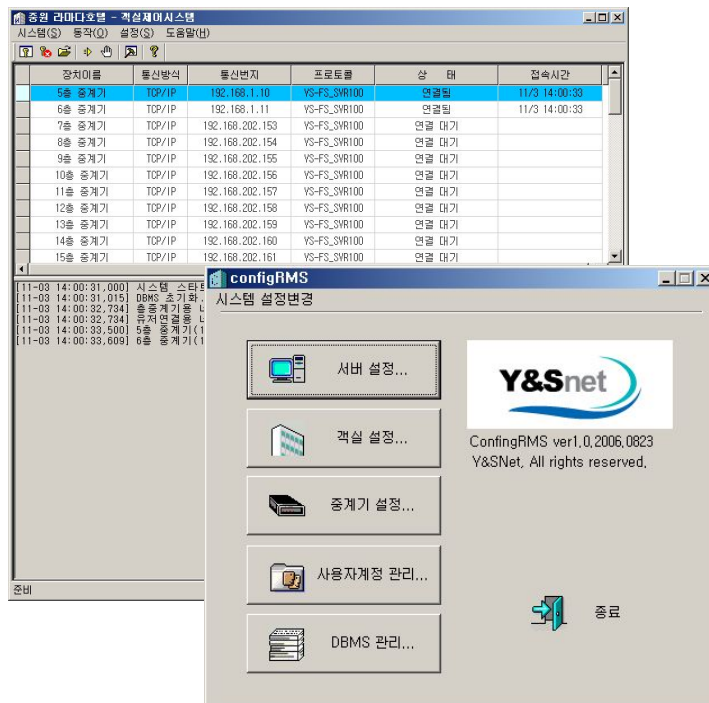 중원 라마다호텔 - 객실제어시스템
시스템(S) 동작(O) 설정(S) 도움말(H)
장치이름 통신방식 통신번지 프로토콜 상 태 접속시간
5층 중계기 TCP/IP 192.168.1.10 YS-FS_SVR100 연결됨 11/3 14:00:33
6층 중계기 TCP/IP 192.168.1.11 YS-FS_SVR100 연결됨 11/3 14:00:33
7층 중계기 TCP/IP 192.168.202.153 YS-FS_SVR100 연결 대기
8층 중계기 TCP/IP 192.168.202.154 YS-FS_SVR100 연결 대기
9층 중계기 TCP/IP 192.168.202.155 YS-FS_SVR100 연결 대기
10층 중계기 TCP/IP 192.168.202.156 YS-FS_SVR100 연결 대기
11층 중계기 TCP/IP 192.168.202.157 YS-FS_SVR100 연결 대기
12층 중계기 TCP/IP 192.168.202.158 YS-FS_SVR100 연결 대기
13층 중계기 TCP/IP 192.168.202.159 YS-FS_SVR100 연결 대기
14층 중계기 TCP/IP 192.168.202.160 YS-FS_SVR100 연결 대기
15층 중계기 TCP/IP 192.168.202.161 YS-FS_SVR100 연결 대기
[11-03 14:00:31,000] 시스템 스타트
[11-03 14:00:31,015] DBMS 초기화.
[11-03 14:00:32,734] 층중계기용
[11-03 14:00:32,734] 유저연결용
[11-03 14:00:33,500] 5층 중계기(1
[11-03 14:00:33,609] 6층 중계기(1
준비
configRMS
시스템 설정변경
서버 설정...
객실 설정...
중계기 설정...
사용자계정 관리...
DBMS 관리...
Y&Snet
ConfingRMS ver1.0.2006.0823
Y&SNet, All rights reserved.
종료